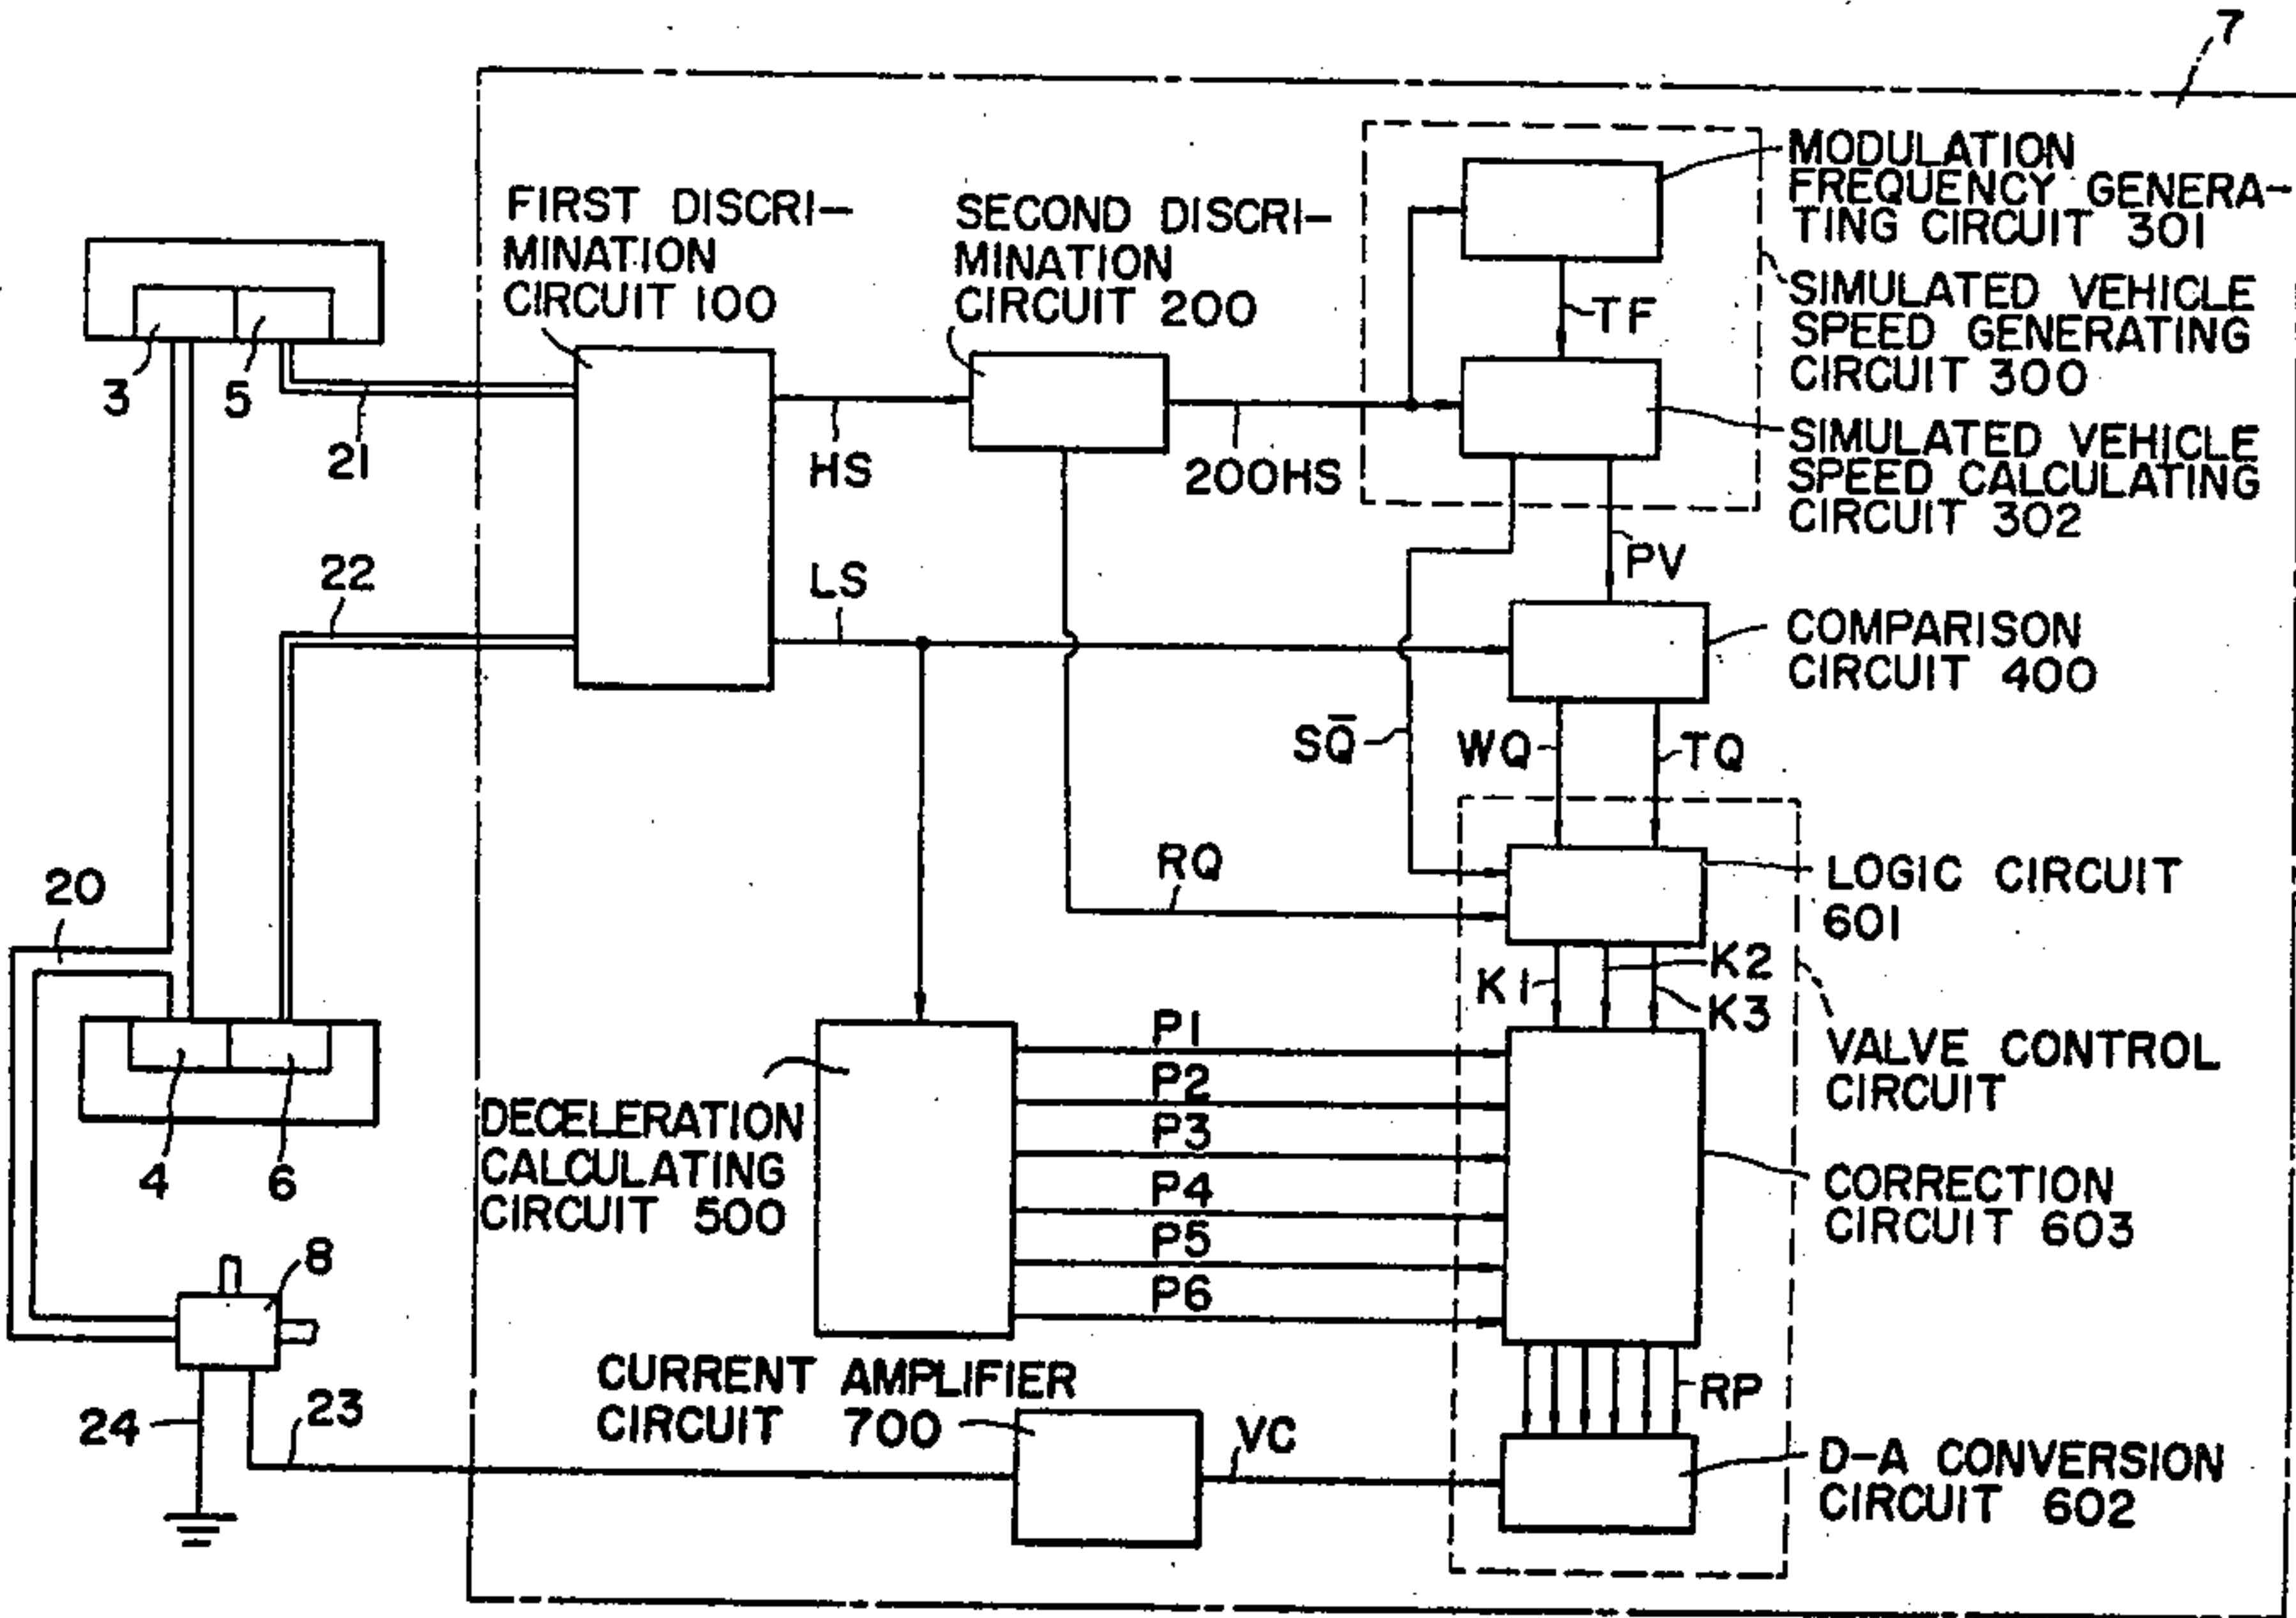 7
FIRST DISCRI-
MINATION
CIRCUIT 100
SECOND DISCRI-
MINATION
CIRCUIT 200
MODULATION
FREQUENCY GENERA-
TING CIRCUIT 301
SIMULATED VEHICLE
SPEED GENERATING
CIRCUIT 300
SIMULATED VEHICLE
SPEED CALCULATING
CIRCUIT 302
TF
3
5
21
HS
200HS
PV
22
LS
COMPARISON
CIRCUIT 400
SQ̅
WQ
TQ
20
RQ
LOGIC CIRCUIT
601
K1
K2
K3
VALVE CONTROL
CIRCUIT
4
6
DECELERATION
CALCULATING
CIRCUIT 500
P1
P2
P3
P4
P5
P6
CORRECTION
CIRCUIT 603
8
RP
24
23
CURRENT AMPLIFIER
CIRCUIT 700
VC
D-A CONVERSION
CIRCUIT 602